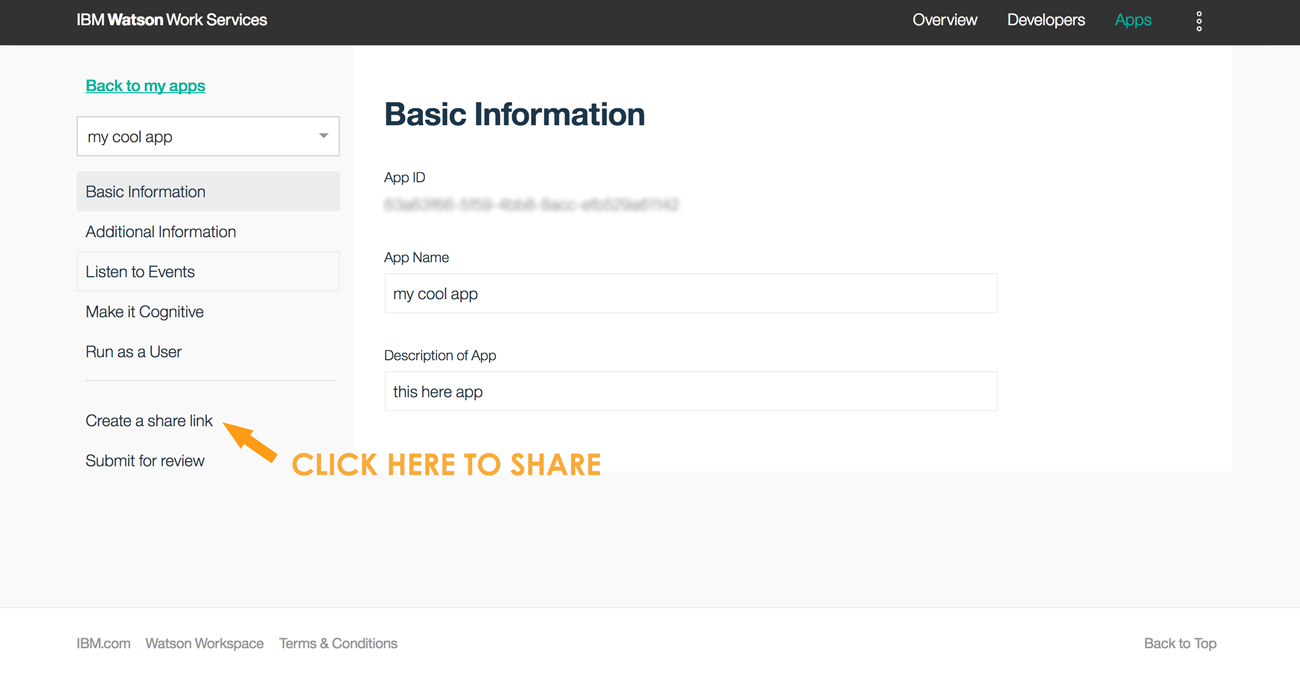 IBM Watson Work Services
Overview Developers Apps
Back to my apps
my cool app
Basic Information
Additional Information
Listen to Events
Make it Cognitive
Run as a User
Create a share link
Submit for review
CLICK HERE TO SHARE
Basic Information
App ID
App Name
my cool app
Description of App
this here app
IBM.com Watson Workspace Terms & Conditions
Back to Top